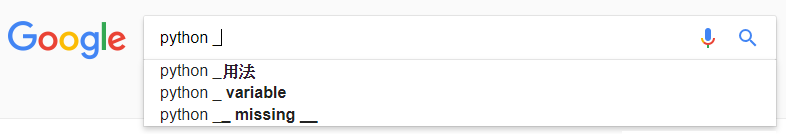 Google
python _
python _用法
python _ variable
python __ missing __